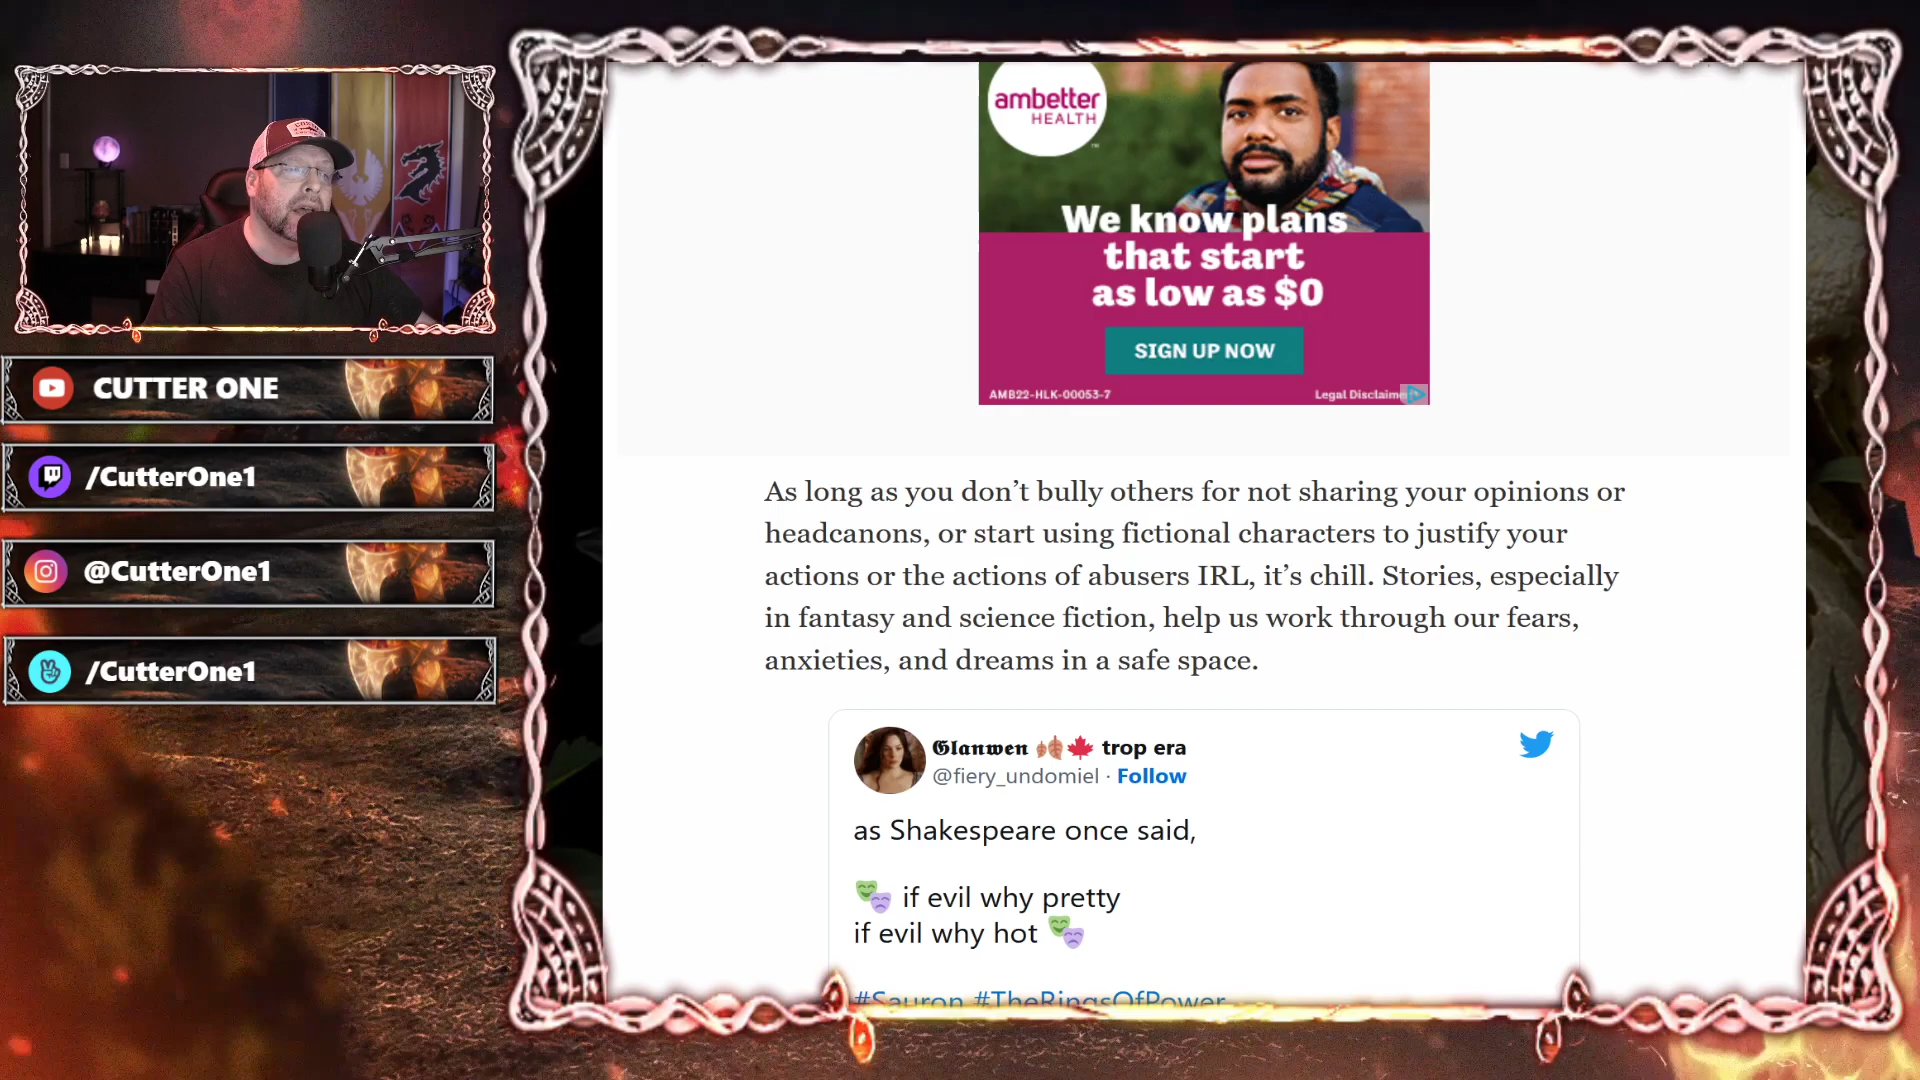 CUTTER ONE
/CutterOne1
@CutterOne1
/CutterOne1
ambetter
HEALTH
We know plans
that start
as low as $0
SIGN UP NOW
AMB22-HLK-00053-7
Legal Disclaime
As long as you don’t bully others for not sharing your opinions or
headcanons, or start using fictional characters to justify your
actions or the actions of abusers IRL, it’s chill. Stories, especially
in fantasy and science fiction, help us work through our fears,
anxieties, and dreams in a safe space.
𝕲𝖑𝖆𝖓𝖜𝖊𝖓 🍂🍁 trop era
@fiery_undomiel · Follow
as Shakespeare once said,
🎭 if evil why pretty
if evil why hot 🎭
#Sauron #TheRingsOfPower